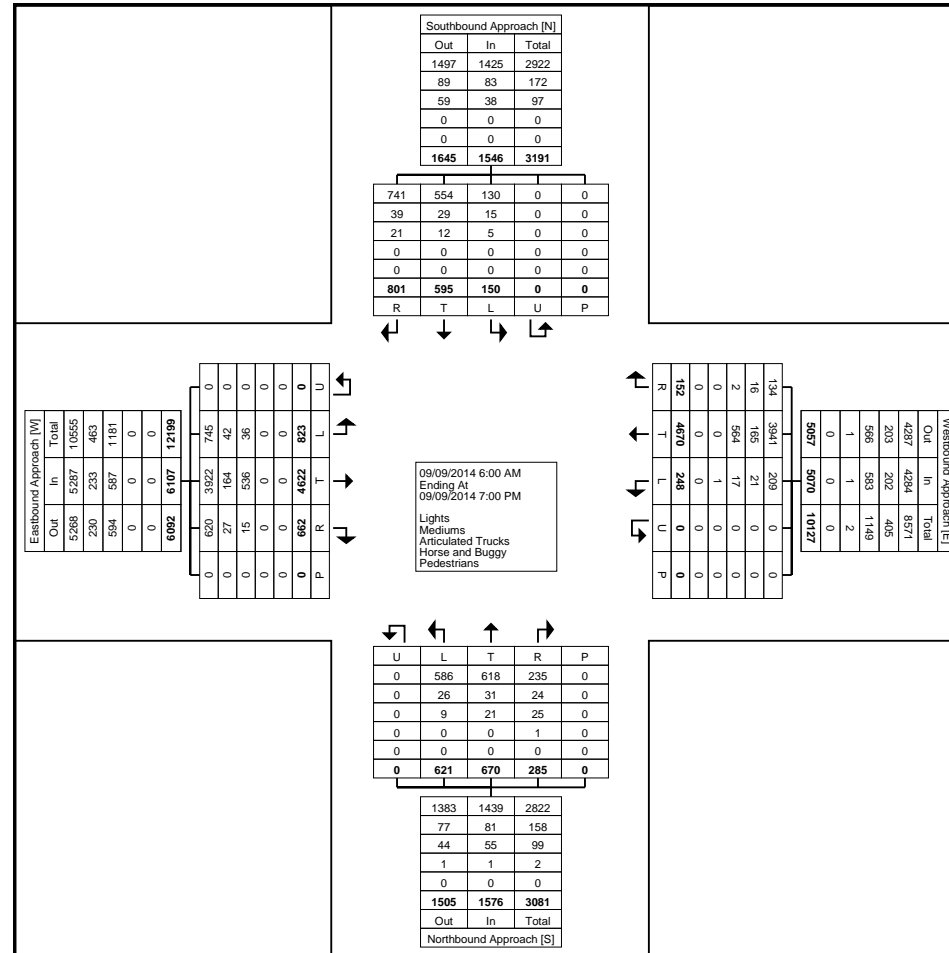 Southbound Approach [N]
Out In Total
1497 1425 2922
89 83 172
59 38 97
0 0 0
0 0 0
1645 1546 3191
741 554 130 0 0
39 29 15 0 0
21 12 5 0 0
0 0 0 0 0
0 0 0 0 0
801 595 150 0 0
R T L U P
Eastbound Approach [W]
Total In Out
10555 5287 5268
463 233 230
1181 587 594
0 0 0
0 0 0
12199 6107 6092
0 745 3922 620 0
0 42 164 27 0
0 36 536 15 0
0 0 0 0 0
0 0 0 0 0
0 823 4622 662 0
U L T R P
09/09/2014 6:00 AM
Ending At
09/09/2014 7:00 PM
Lights
Mediums
Articulated Trucks
Horse and Buggy
Pedestrians
R T L U P
152 4670 248 0 0
0 0 0 0 0
0 0 1 0 0
2 564 17 0 0
16 165 21 0 0
134 3941 209 0 0
Westbound Approach [E]
Out In Total
4287 4284 8571
203 202 405
566 583 1149
1 1 2
0 0 0
5057 5070 10127
U L T R P
0 586 618 235 0
0 26 31 24 0
0 9 21 25 0
0 0 0 1 0
0 0 0 0 0
0 621 670 285 0
1383 1439 2822
77 81 158
44 55 99
1 1 2
0 0 0
1505 1576 3081
Out In Total
Northbound Approach [S]